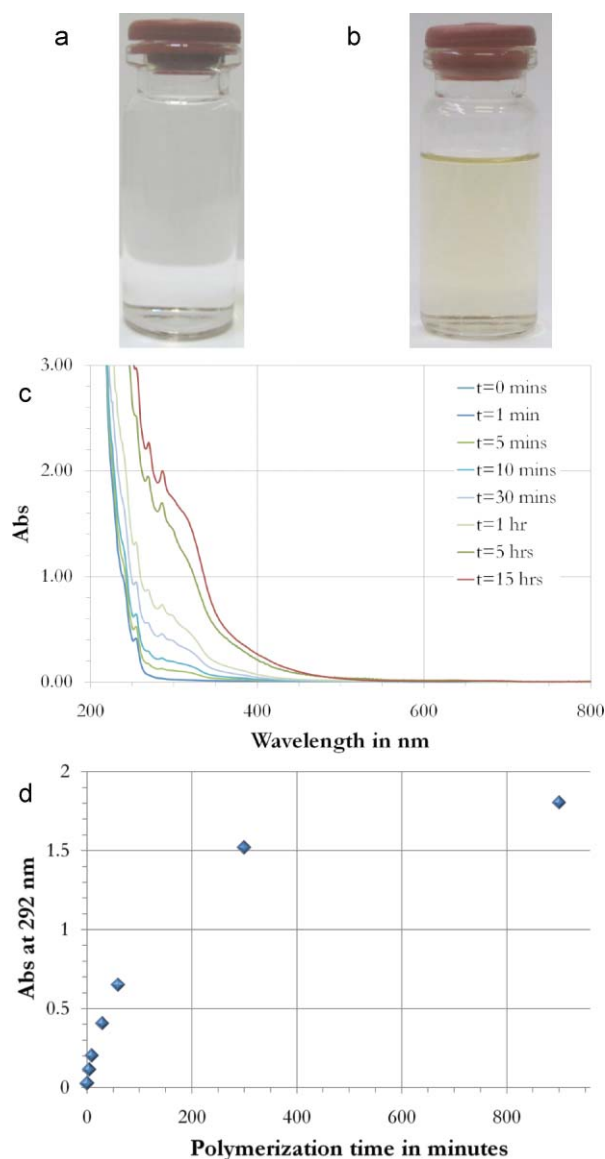 a
b
c
3.00
2.00
1.00
0.00
Abs
t=0 mins
t=1 min
t=5 mins
t=10 mins
t=30 mins
t=1 hr
t=5 hrs
t=15 hrs
200
400
600
800
Wavelength in nm
d
2
1.5
1
0.5
0
Abs at 292 nm
0
200
400
600
800
Polymerization time in minutes